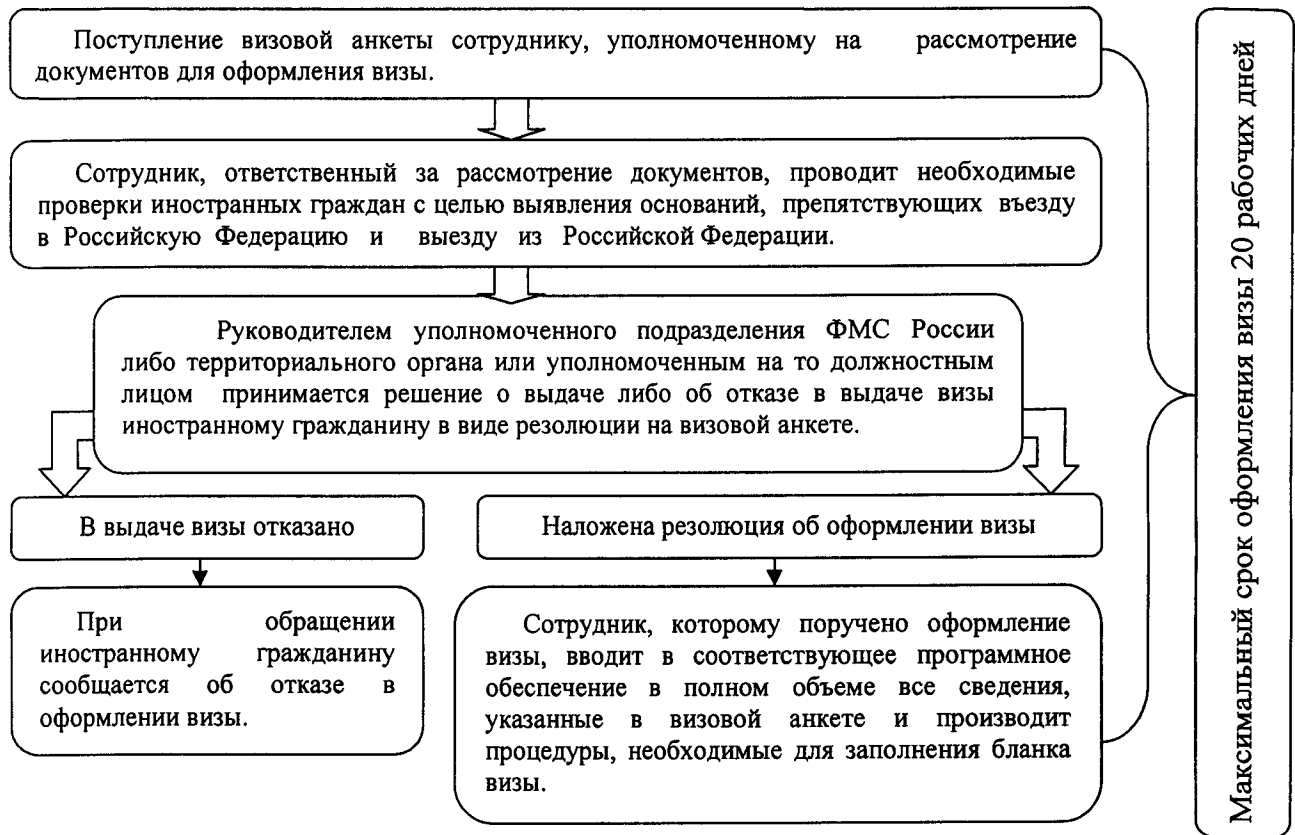 Поступление визовой анкеты сотруднику, уполномоченному на рассмотрение
документов для оформления визы.
Сотрудник, ответственный за рассмотрение документов, проводит необходимые
проверки иностранных граждан с целью выявления оснований, препятствующих въезду
в Российскую Федерацию и выезду из Российской Федерации.
Руководителем уполномоченного подразделения ФМС России
либо территориального органа или уполномоченным на то должностным
лицом принимается решение о выдаче либо об отказе в выдаче визы
иностранному гражданину в виде резолюции на визовой анкете.
В выдаче визы отказано
Наложена резолюция об оформлении визы
При обращении
иностранному гражданину
сообщается об отказе в
оформлении визы.
Сотрудник, которому поручено оформление
визы, вводит в соответствующее программное
обеспечение в полном объеме все сведения,
указанные в визовой анкете и производит
процедуры, необходимые для заполнения бланка
визы.
Максимальный срок оформления визы 20 рабочих дней